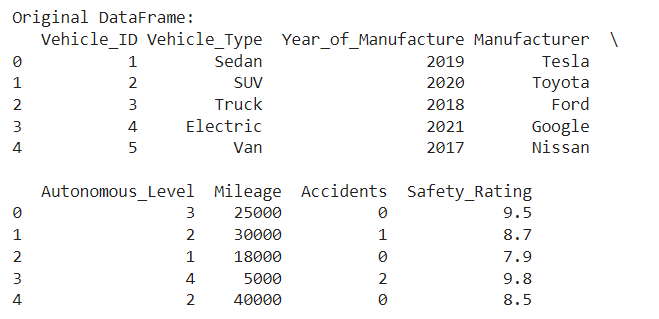 Original DataFrame:
   Vehicle_ID Vehicle_Type  Year_of_Manufacture Manufacturer  \
0           1        Sedan                 2019        Tesla
1           2          SUV                 2020       Toyota
2           3        Truck                 2018         Ford
3           4     Electric                 2021       Google
4           5          Van                 2017       Nissan
   Autonomous_Level  Mileage  Accidents  Safety_Rating
0                 3    25000          0            9.5
1                 2    30000          1            8.7
2                 1    18000          0            7.9
3                 4     5000          2            9.8
4                 2    40000          0            8.5